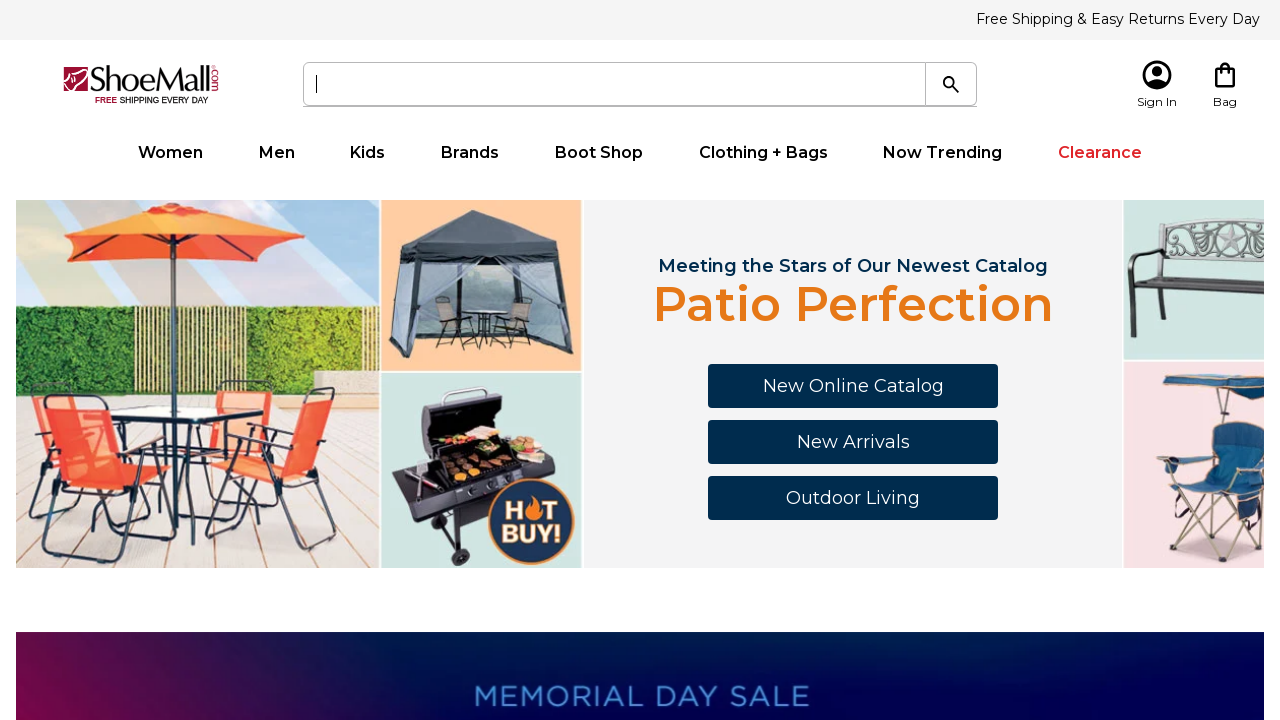 Free Shipping & Easy Returns Every Day
ShoeMall.com
FREE SHIPPING EVERY DAY
Sign In
Bag
Women
Men
Kids
Brands
Boot Shop
Clothing + Bags
Now Trending
Clearance
Meeting the Stars of Our Newest Catalog
Patio Perfection
New Online Catalog
New Arrivals
Outdoor Living
HOT
BUY!
MEMORIAL DAY SALE